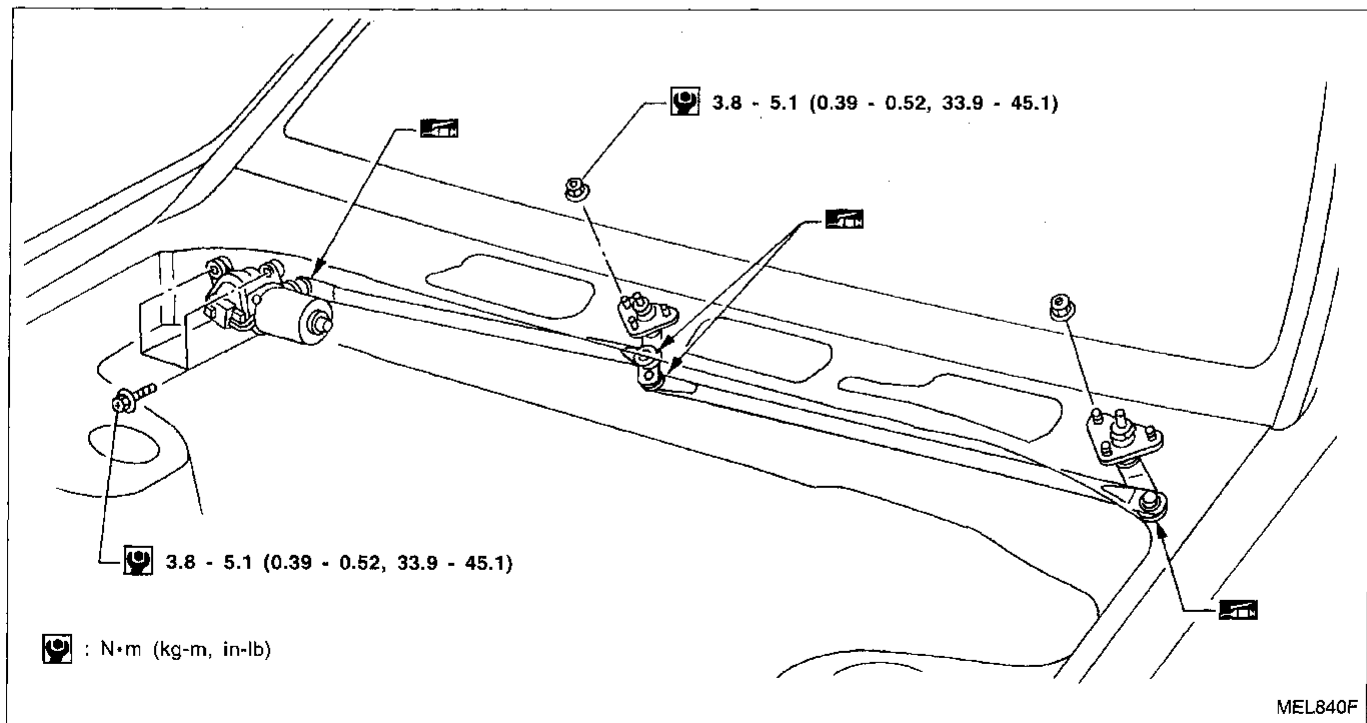 3.8 - 5.1 (0.39 - 0.52, 33.9 - 45.1)
3.8 - 5.1 (0.39 - 0.52, 33.9 - 45.1)
: N•m (kg-m, in-lb)
MEL840F